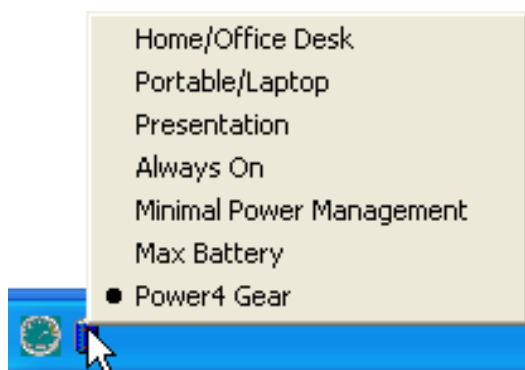 Home/Office Desk
Portable/Laptop
Presentation
Always On
Minimal Power Management
Max Battery
Power4 Gear